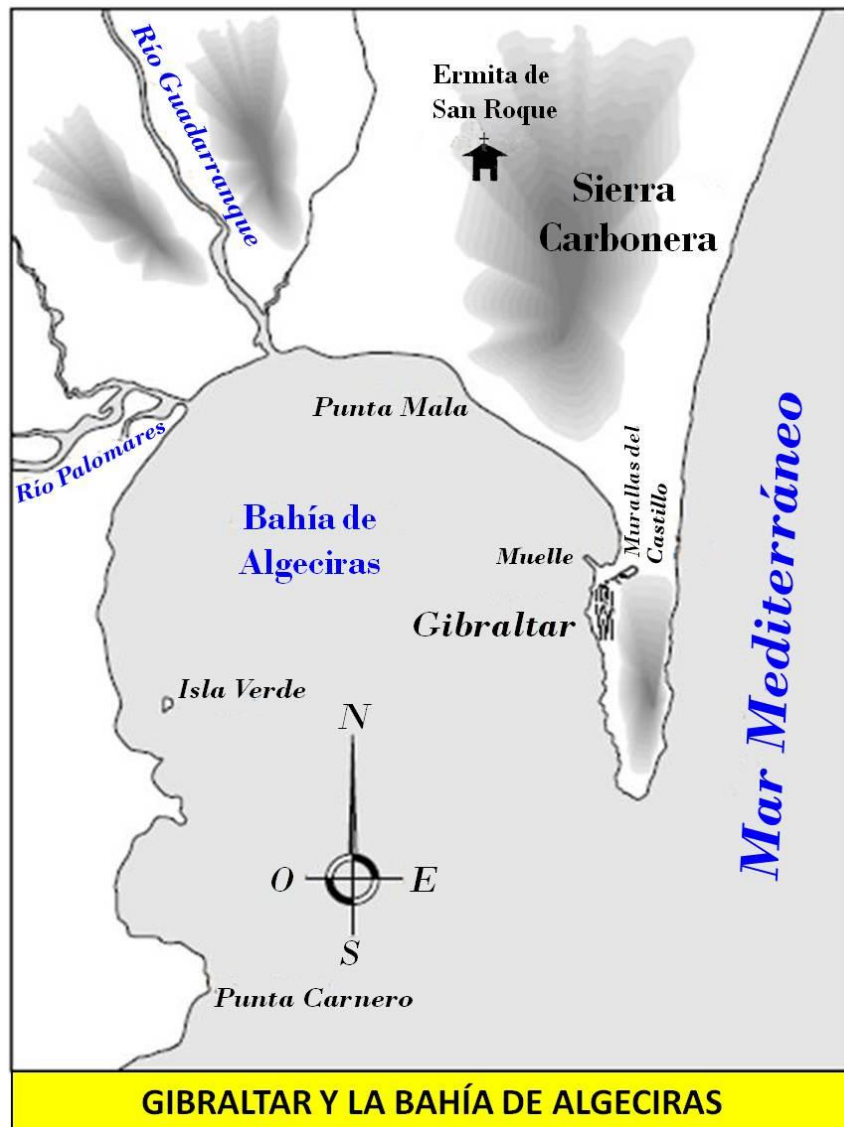 Río Guadarranque
Ermita de
San Roque
Sierra
Carbonera
Punta Mala
Río Palomares
Murallas del
Castillo
Bahía de
Algeciras
Muelle
Gibraltar
Mar Mediterráneo
Isla Verde
N
O
E
S
Punta Carnero
GIBRALTAR Y LA BAHÍA DE ALGECIRAS